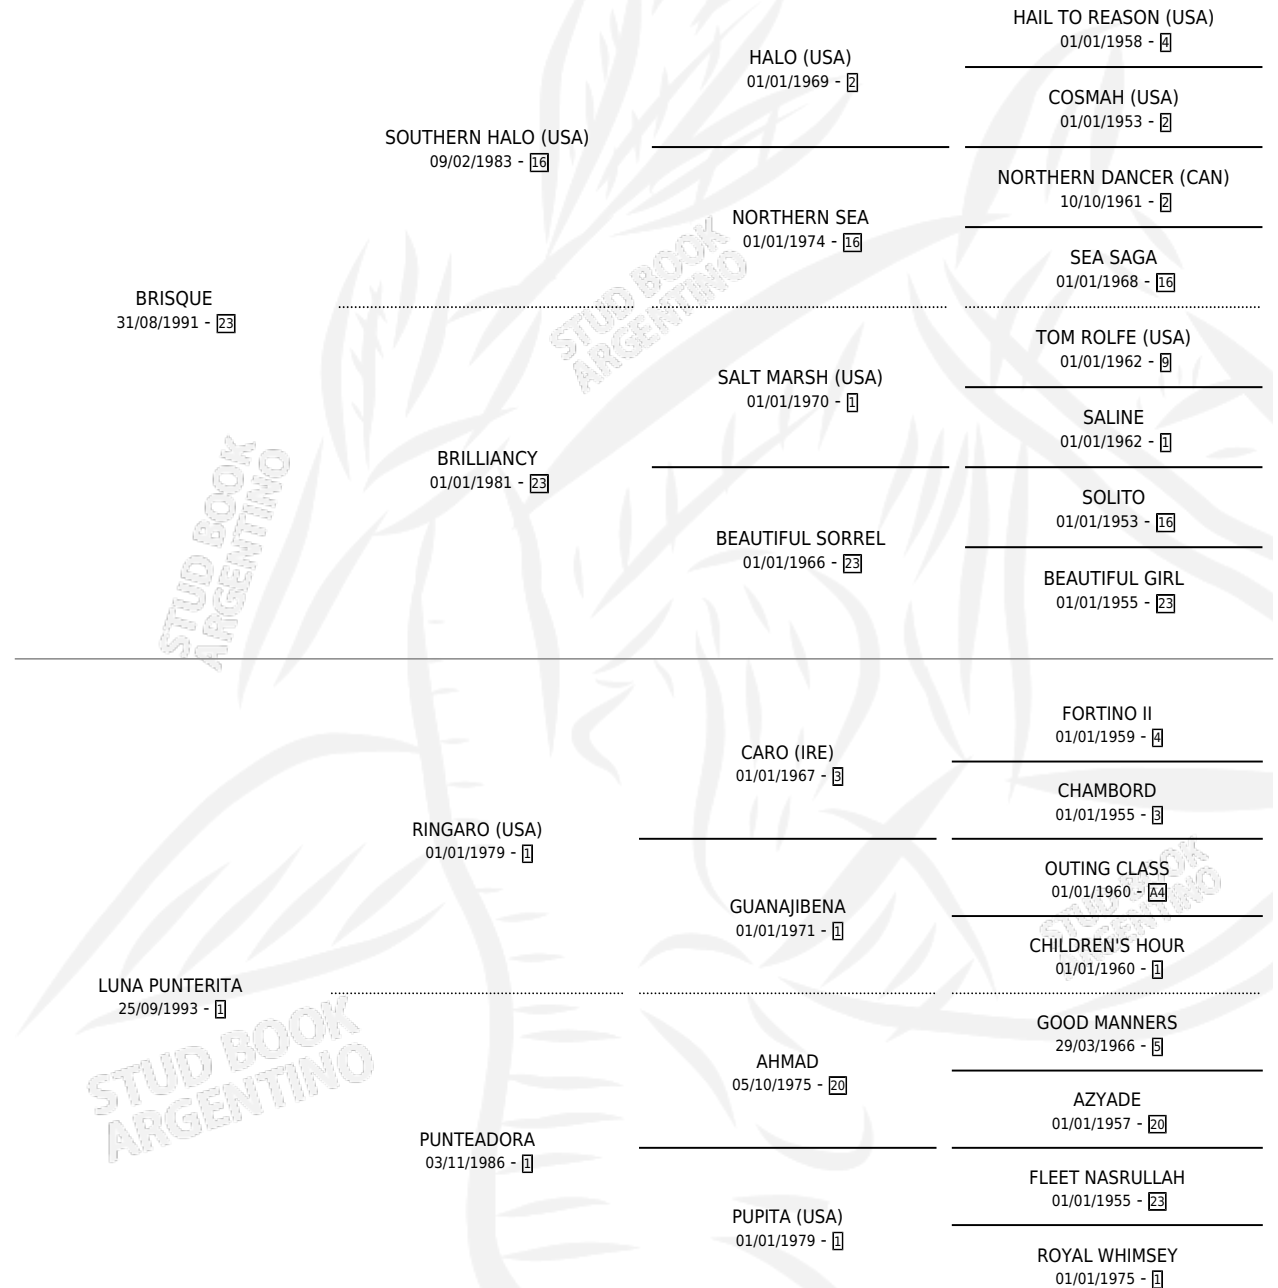 HAIL TO REASON (USA)
01/01/1958 - 4
HALO (USA)
01/01/1969 - 2
COSMAH (USA)
01/01/1953 - 2
SOUTHERN HALO (USA)
09/02/1983 - 16
NORTHERN DANCER (CAN)
10/10/1961 - 2
NORTHERN SEA
01/01/1974 - 16
SEA SAGA
01/01/1968 - 16
BRISQUE
31/08/1991 - 23
STUD BOOK
ARGENTINO
TOM ROLFE (USA)
01/01/1962 - 9
SALT MARSH (USA)
01/01/1970 - 1
SALINE
01/01/1962 - 1
BRILLIANCY
01/01/1981 - 23
SOLITO
01/01/1953 - 16
BEAUTIFUL SORREL
01/01/1966 - 23
BEAUTIFUL GIRL
01/01/1955 - 23
STUD BOOK
ARGENTINO
FORTINO II
01/01/1959 - 4
CARO (IRE)
01/01/1967 - 3
CHAMBORD
01/01/1955 - 3
RINGARO (USA)
01/01/1979 - 1
OUTING CLASS
01/01/1960 - A4
GUANAJIBENA
01/01/1971 - 1
CHILDREN'S HOUR
01/01/1960 - 1
STUD BOOK
ARGENTINO
LUNA PUNTERITA
25/09/1993 - 1
GOOD MANNERS
29/03/1966 - 5
AHMAD
05/10/1975 - 20
AZYADE
01/01/1957 - 20
STUD BOOK
ARGENTINO
PUNTEADORA
03/11/1986 - 1
FLEET NASRULLAH
01/01/1955 - 23
PUPITA (USA)
01/01/1979 - 1
ROYAL WHIMSEY
01/01/1975 - 1